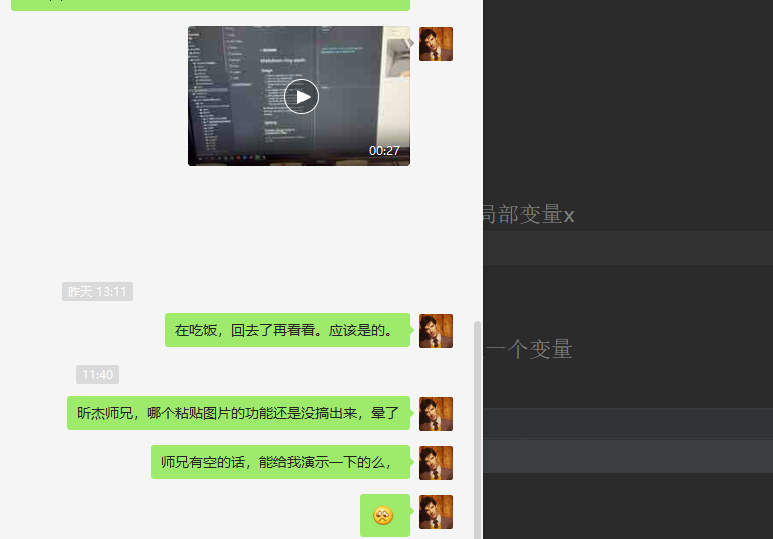 00:27
局部变量x
昨天 13:11
在吃饭，回去了再看看。应该是的。
一个变量
11:40
昕杰师兄，哪个粘贴图片的功能还是没搞出来，晕了
师兄有空的话，能给我演示一下的么，